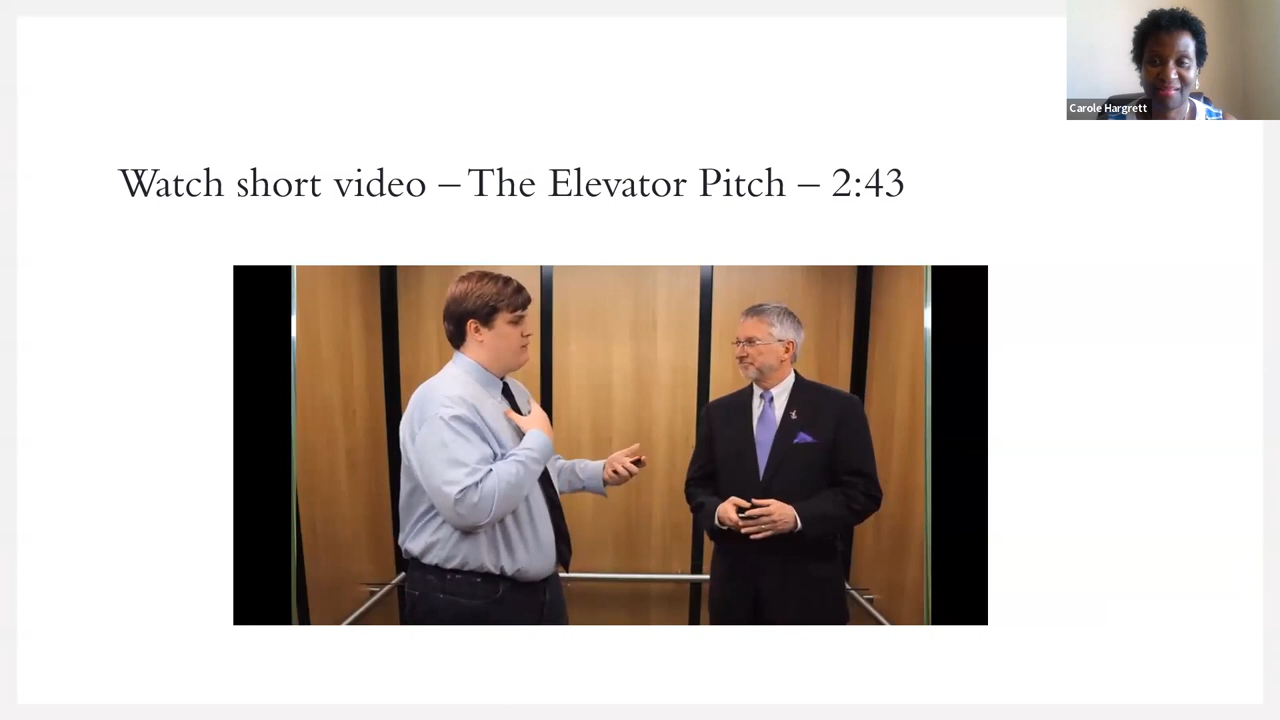 Carole Hargrett
Watch short video – The Elevator Pitch – 2:43